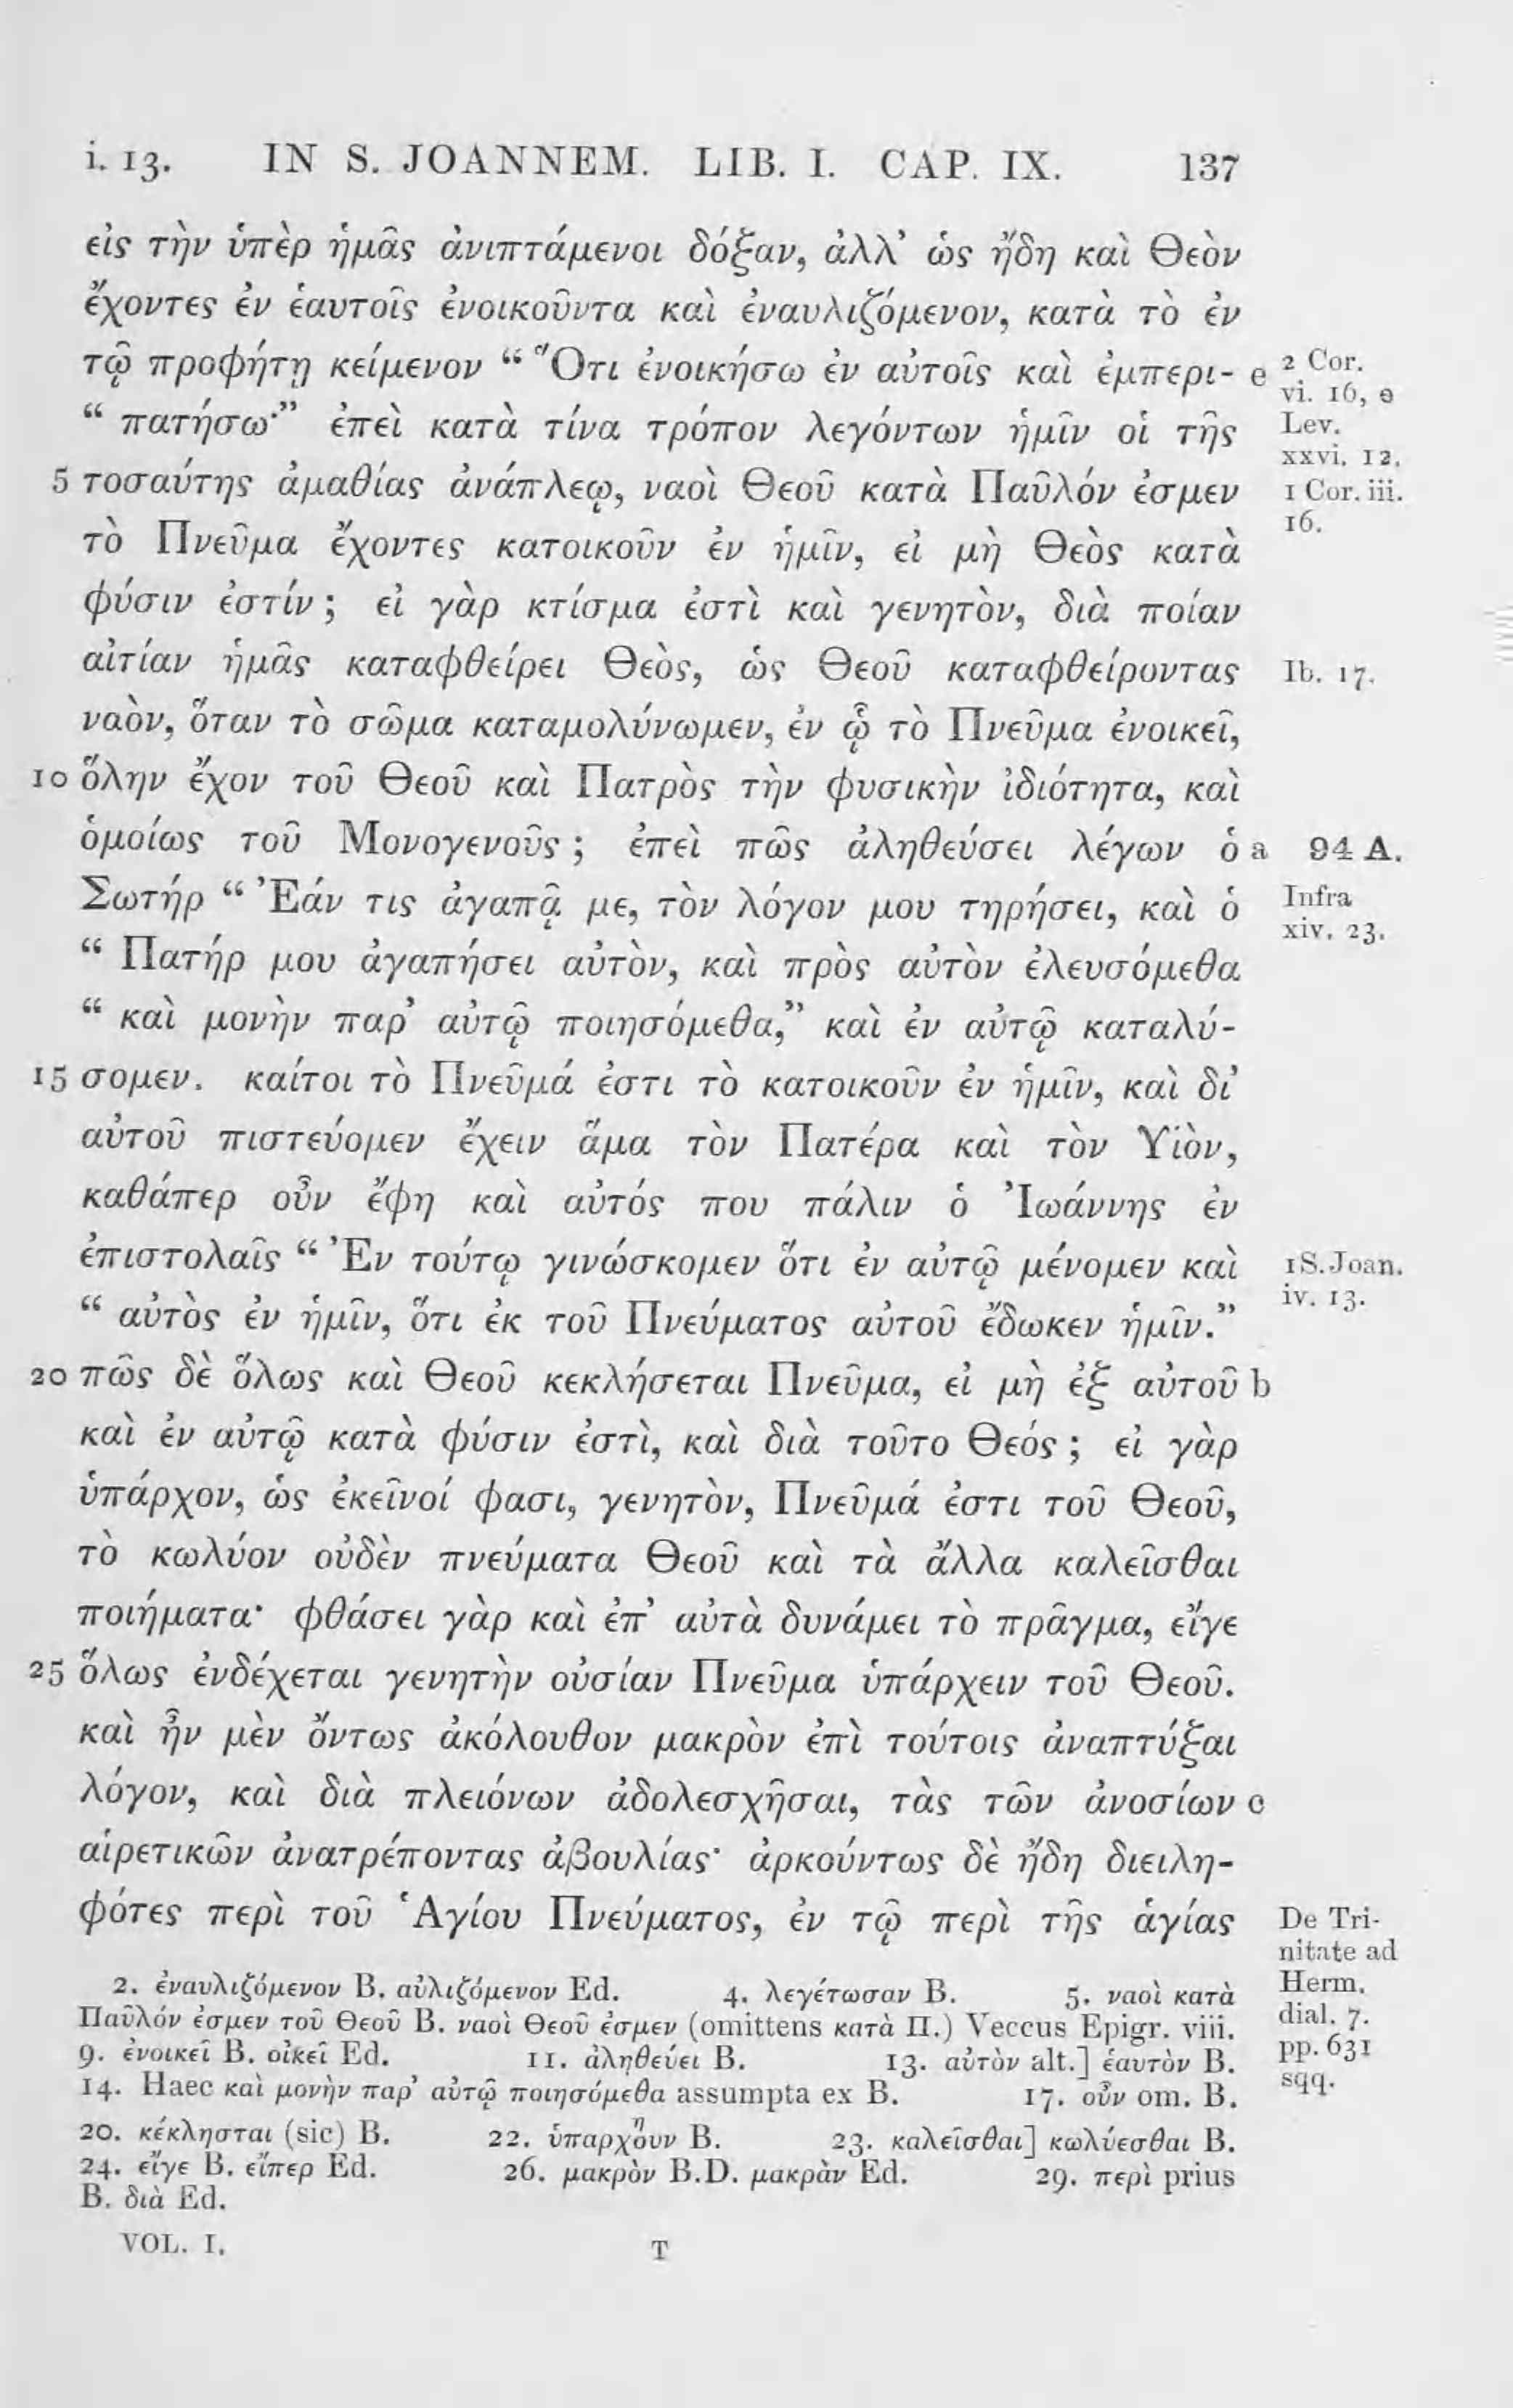 i. 13. IN S. JOANNEM. LIB. I. CAP. IX. 137
εἰς τὴν ὑπὲρ ἡμᾶς ἀνιπτάμενοι δόξαν, ἀλλ’ ὡς ἤδη καὶ Θεὸν
ἔχοντες ἐν ἑαυτοῖς ἐνοικοῦντα καὶ ἐναυλιζόμενον, κατὰ τὸ ἐν
τῷ προφήτῃ κείμενον “ Ὅτι ἐνοικήσω ἐν αὐτοῖς καὶ ἐμπερι- e 2 Cor.
vi. 16, e
“ πατήσω·” ἐπεὶ κατὰ τίνα τρόπον λεγόντων ἡμῖν οἱ τῆς Lev.
xxvi. 12.
5 τοσαύτης ἀμαθίας ἀνάπλεῳ, ναοὶ Θεοῦ κατὰ Παῦλόν ἐσμεν 1 Cor. iii.
16.
τὸ Πνεῦμα ἔχοντες κατοικοῦν ἐν ἡμῖν, εἰ μὴ Θεὸς κατὰ
φύσιν ἐστίν ; εἰ γὰρ κτίσμα ἐστὶ καὶ γενητὸν, διὰ ποίαν
αἰτίαν ἡμᾶς καταφθείρει Θεὸς, ὡς Θεοῦ καταφθείροντας Ib. 17.
ναὸν, ὅταν τὸ σῶμα καταμολύνωμεν, ἐν ᾧ τὸ Πνεῦμα ἐνοικεῖ,
10 ὅλην ἔχον τοῦ Θεοῦ καὶ Πατρὸς τὴν φυσικὴν ἰδιότητα, καὶ
ὁμοίως τοῦ Μονογενοῦς ; ἐπεὶ πῶς ἀληθεύσει λέγων ὁ a 94 A.
Σωτήρ “ Ἐάν τις ἀγαπᾷ με, τὸν λόγον μου τηρήσει, καὶ ὁ Infra
xiv. 23.
“ Πατήρ μου ἀγαπήσει αὐτὸν, καὶ πρὸς αὐτὸν ἐλευσόμεθα
“ καὶ μονὴν παρ’ αὐτῷ ποιησόμεθα,” καὶ ἐν αὐτῷ καταλύ-
15 σομεν. καίτοι τὸ Πνεῦμά ἐστι τὸ κατοικοῦν ἐν ἡμῖν, καὶ δι’
αὐτοῦ πιστεύομεν ἔχειν ἅμα τὸν Πατέρα καὶ τὸν Υἱὸν,
καθάπερ οὖν ἔφη καὶ αὐτός που πάλιν ὁ Ἰωάννης ἐν
ἐπιστολαῖς “ Ἐν τούτῳ γινώσκομεν ὅτι ἐν αὐτῷ μένομεν καὶ 1 S. Joan.
iv. 13.
“ αὐτὸς ἐν ἡμῖν, ὅτι ἐκ τοῦ Πνεύματος αὐτοῦ ἔδωκεν ἡμῖν.”
20 πῶς δὲ ὅλως καὶ Θεοῦ κεκλήσεται Πνεῦμα, εἰ μὴ ἐξ αὐτοῦ b
καὶ ἐν αὐτῷ κατὰ φύσιν ἐστὶ, καὶ διὰ τοῦτο Θεός ; εἰ γὰρ
ὑπάρχον, ὡς ἐκεῖνοί φασι, γενητὸν, Πνεῦμά ἐστι τοῦ Θεοῦ,
τὸ κωλύον οὐδὲν πνεύματα Θεοῦ καὶ τὰ ἄλλα καλεῖσθαι
ποιήματα· φθάσει γὰρ καὶ ἐπ’ αὐτὰ δυνάμει τὸ πρᾶγμα, εἴγε
25 ὅλως ἐνδέχεται γενητὴν οὐσίαν Πνεῦμα ὑπάρχειν τοῦ Θεοῦ.
καὶ ἦν μὲν ὄντως ἀκόλουθον μακρὸν ἐπὶ τούτοις ἀναπτύξαι
λόγον, καὶ διὰ πλειόνων ἀδολεσχῆσαι, τὰς τῶν ἀνοσίων c
αἱρετικῶν ἀνατρέποντας ἀβουλίας· ἀρκούντως δὲ ἤδη διειλη-
φότες περὶ τοῦ Ἁγίου Πνεύματος, ἐν τῷ περὶ τῆς ἁγίας De Tri-
nitate ad
Herm.
dial. 7.
pp. 631
sqq.
2. ἐναυλιζόμενον B. αὐλιζόμενον Ed. 4. λεγέτωσαν B. 5. ναοὶ κατὰ
Παῦλόν ἐσμεν τοῦ Θεοῦ B. ναοὶ Θεοῦ ἐσμεν (omittens κατὰ Π.) Veccus Epigr. viii.
9. ἐνοικεῖ B. οἰκεῖ Ed. 11. ἀληθεύει B. 13. αὐτὸν alt.] ἑαυτὸν B.
14. Haec καὶ μονὴν παρ’ αὐτῷ ποιησόμεθα assumpta ex B. 17. οὖν om. B.
20. κέκλησται (sic) B. 22. ὑπαρχὄυν B. 23. καλεῖσθαι] κωλύεσθαι B.
24. εἴγε B. εἴπερ Ed. 26. μακρὸν B.D. μακρὰν Ed. 29. περὶ prius
B. διὰ Ed.
VOL. I. T